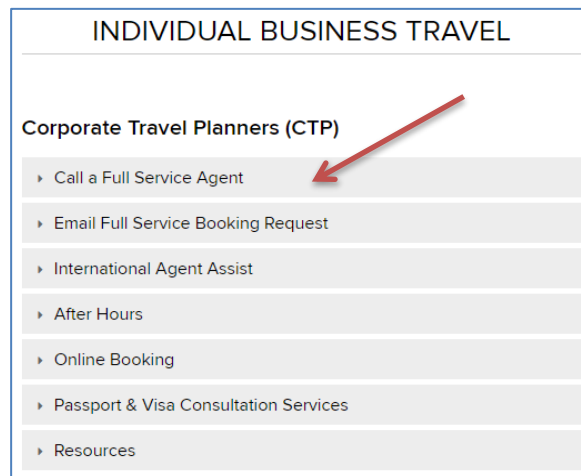 INDIVIDUAL BUSINESS TRAVEL
Corporate Travel Planners (CTP)
Call a Full Service Agent
Email Full Service Booking Request
International Agent Assist
After Hours
Online Booking
Passport & Visa Consultation Services
Resources